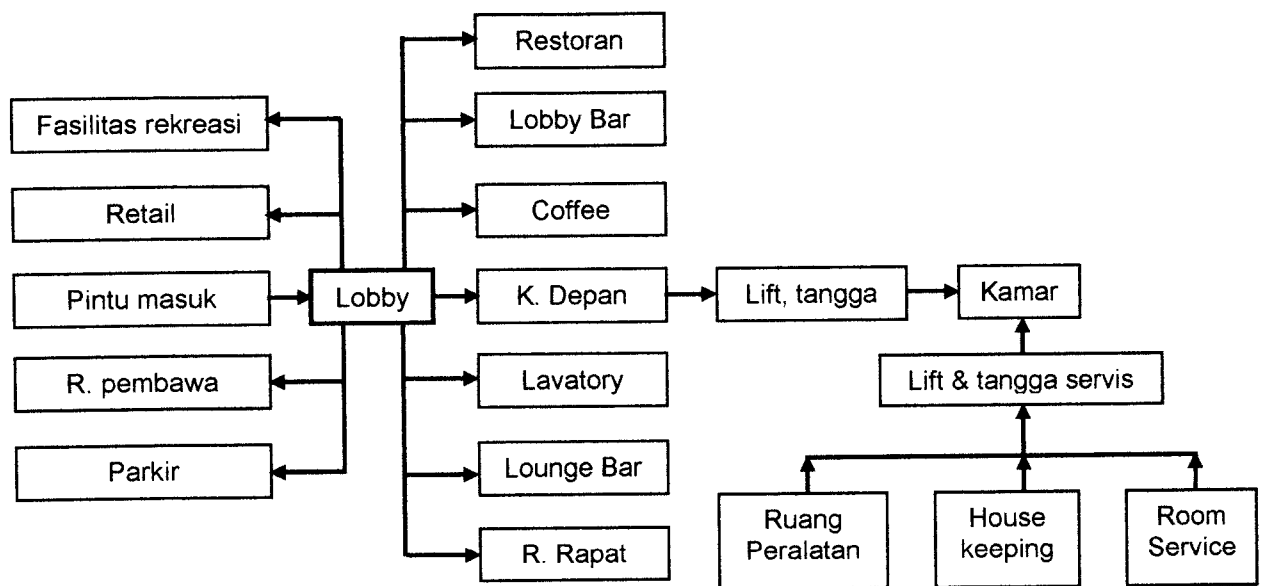 Restoran
Fasilitas rekreasi
Lobby Bar
Retail
Coffee
Pintu masuk
Lobby
K. Depan
Lift, tangga
Kamar
R. pembawa
Lavatory
Lift & tangga servis
Parkir
Lounge Bar
R. Rapat
Ruang
Peralatan
House
keeping
Room
Service